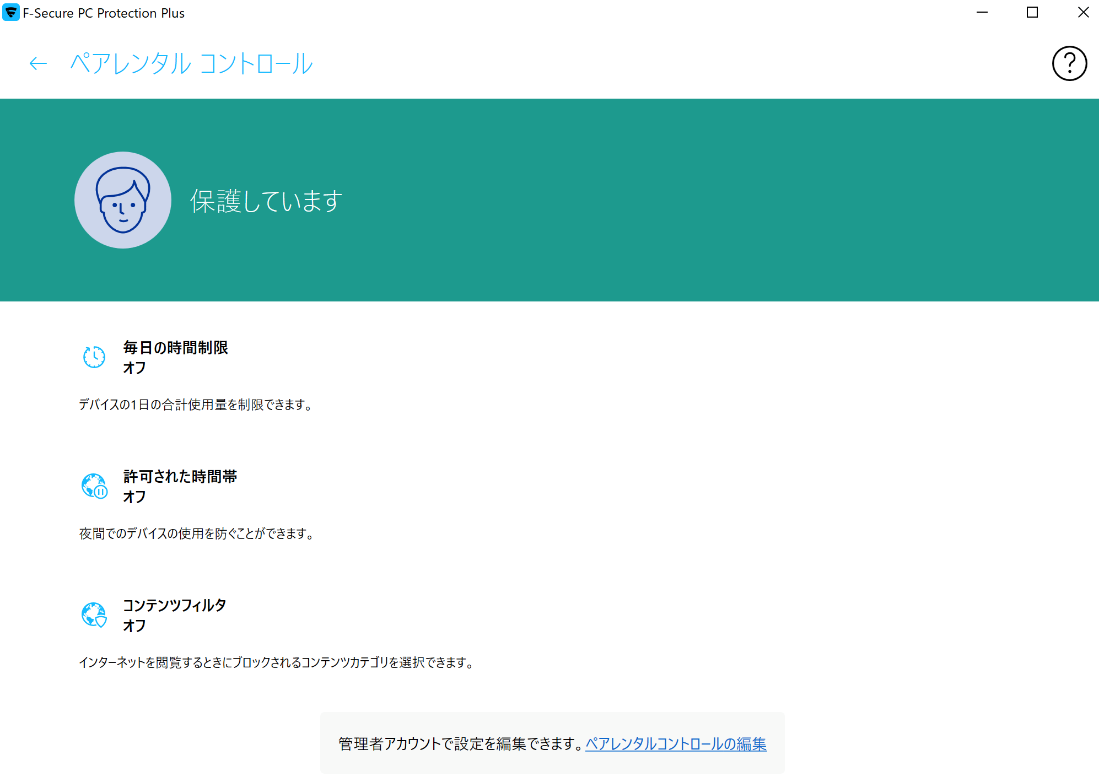 F-Secure PC Protection Plus
ペアレンタル コントロール
保護しています
毎日の時間制限
オフ
デバイスの1日の合計使用量を制限できます。
許可された時間帯
オフ
夜間でのデバイスの使用を防ぐことができます。
コンテンツフィルタ
オフ
インターネットを閲覧するときにブロックされるコンテンツカテゴリを選択できます。
管理者アカウントで設定を編集できます。ペアレンタルコントロールの編集